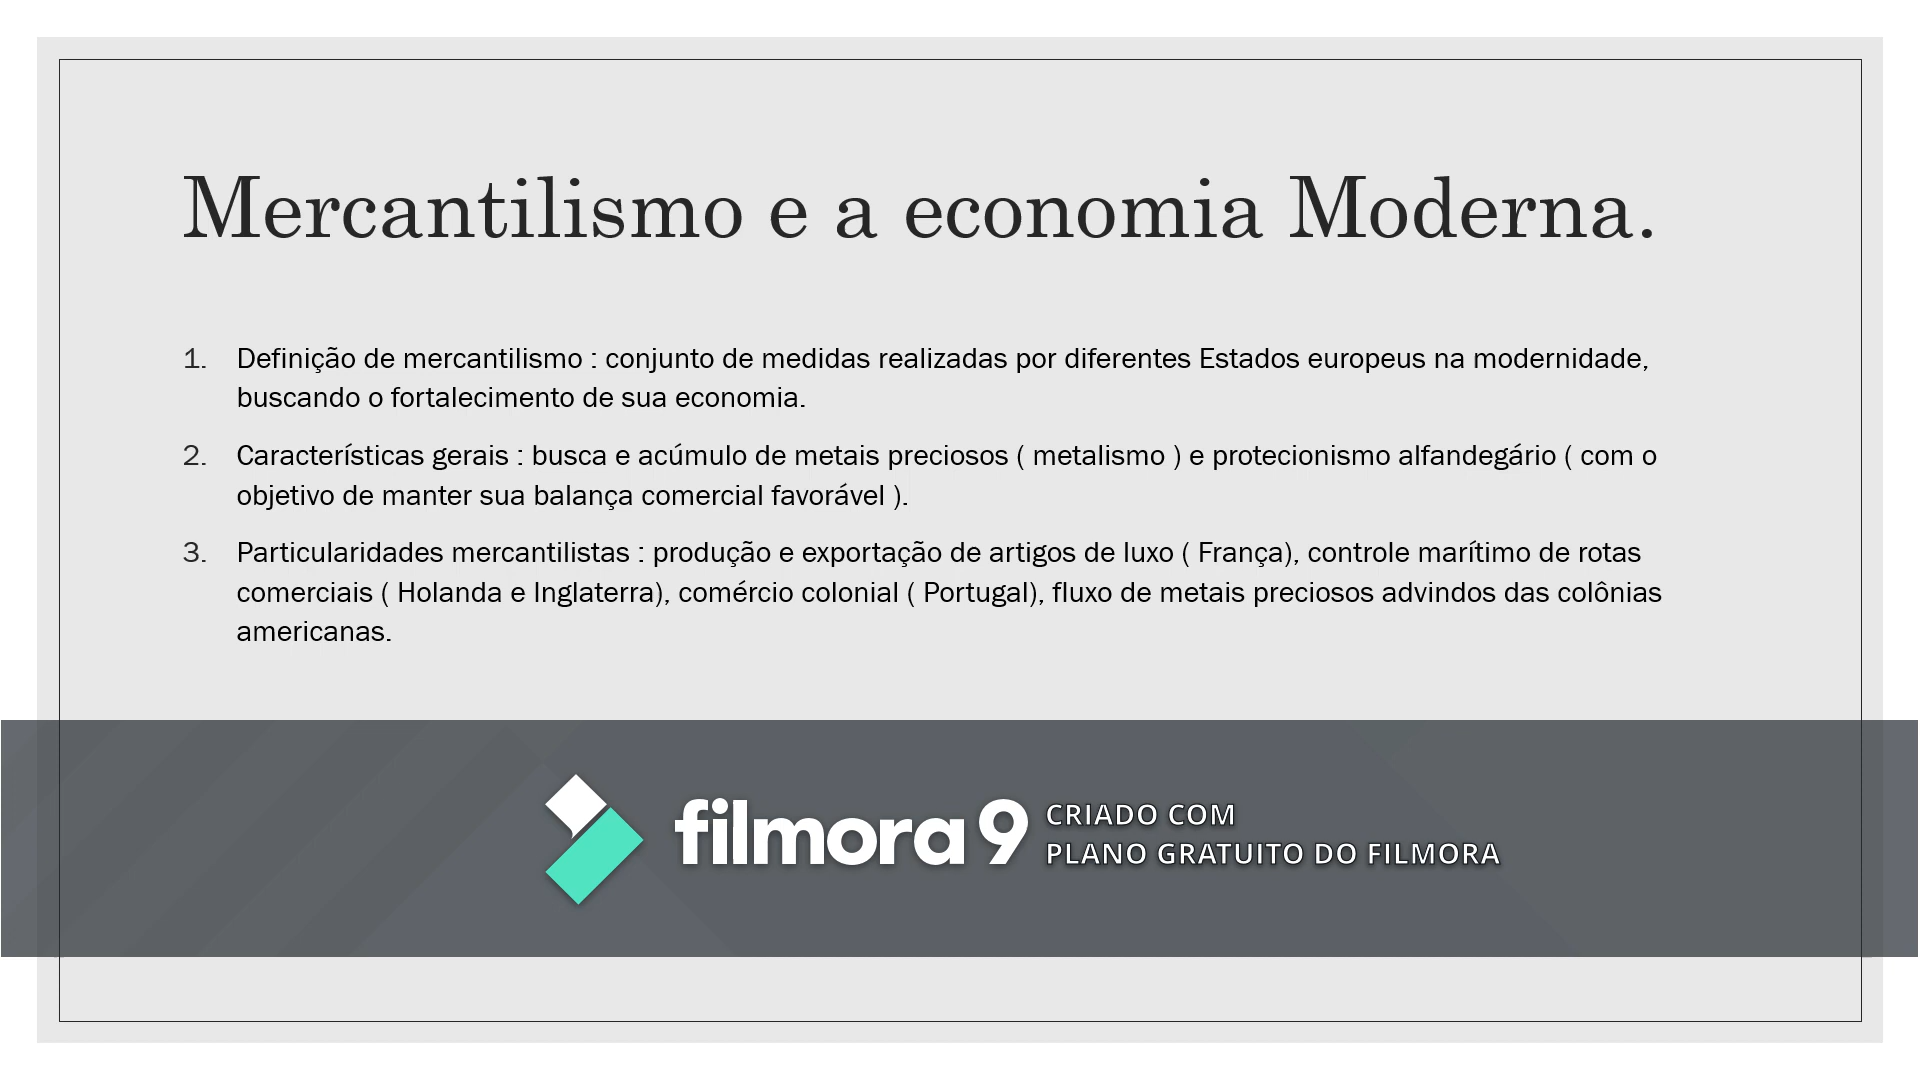 Mercantilismo e a economia Moderna.
1. Definição de mercantilismo : conjunto de medidas realizadas por diferentes Estados europeus na modernidade,
buscando o fortalecimento de sua economia.
2. Características gerais : busca e acúmulo de metais preciosos ( metalismo ) e protecionismo alfandegário ( com o
objetivo de manter sua balança comercial favorável ).
3. Particularidades mercantilistas : produção e exportação de artigos de luxo ( França), controle marítimo de rotas
comerciais ( Holanda e Inglaterra), comércio colonial ( Portugal), fluxo de metais preciosos advindos das colônias
americanas.
filmora 9
CRIADO COM
PLANO GRATUITO DO FILMORA